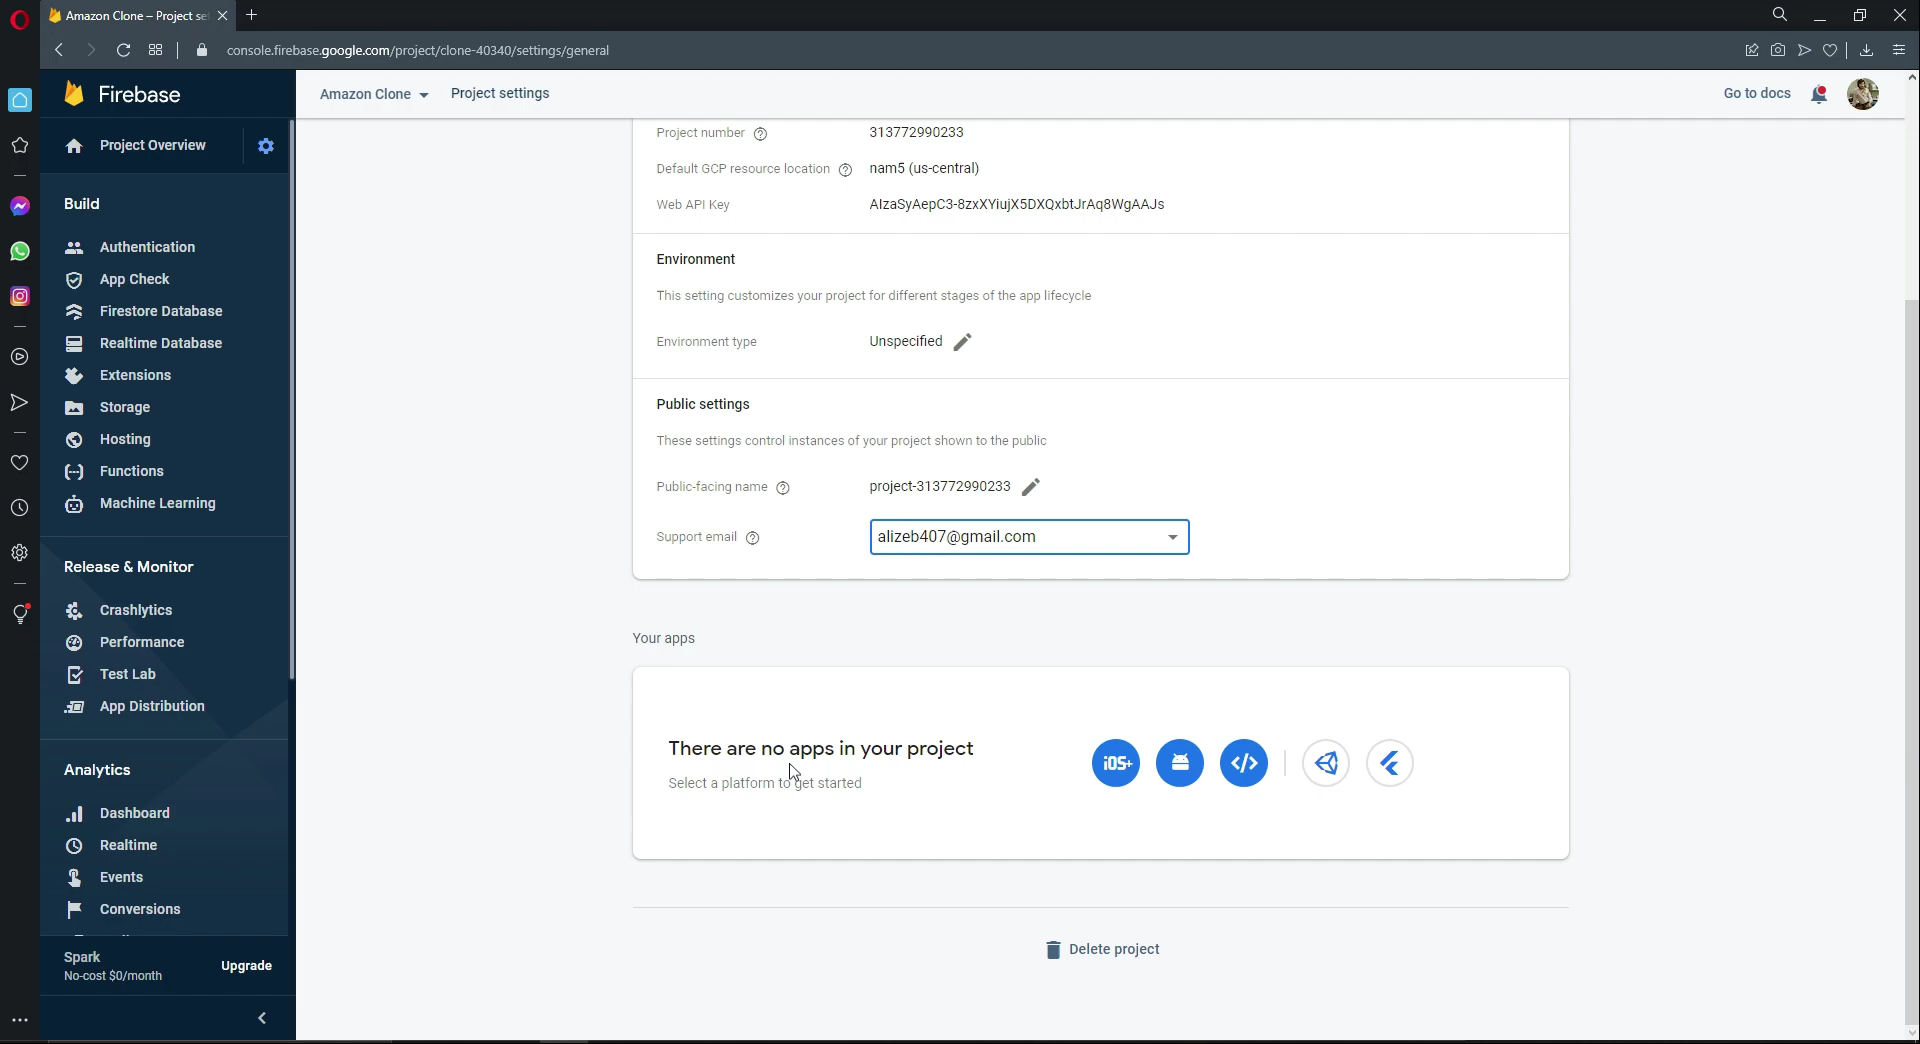 Amazon Clone – Project se
console.firebase.google.com/project/clone-40340/settings/general
Firebase
Amazon Clone
Project settings
Go to docs
Project Overview
Build
Authentication
App Check
Firestore Database
Realtime Database
Extensions
Storage
Hosting
Functions
Machine Learning
Release & Monitor
Crashlytics
Performance
Test Lab
App Distribution
Analytics
Dashboard
Realtime
Events
Conversions
Spark
No-cost $0/month
Upgrade
Project number
313772990233
Default GCP resource location
nam5 (us-central)
Web API Key
AIzaSyAepC3-8zxXYiujX5DXQxbtJrAq8WgAAJs
Environment
This setting customizes your project for different stages of the app lifecycle
Environment type
Unspecified
Public settings
These settings control instances of your project shown to the public
Public-facing name
project-313772990233
Support email
alizeb407@gmail.com
Your apps
There are no apps in your project
Select a platform to get started
iOS+
Delete project